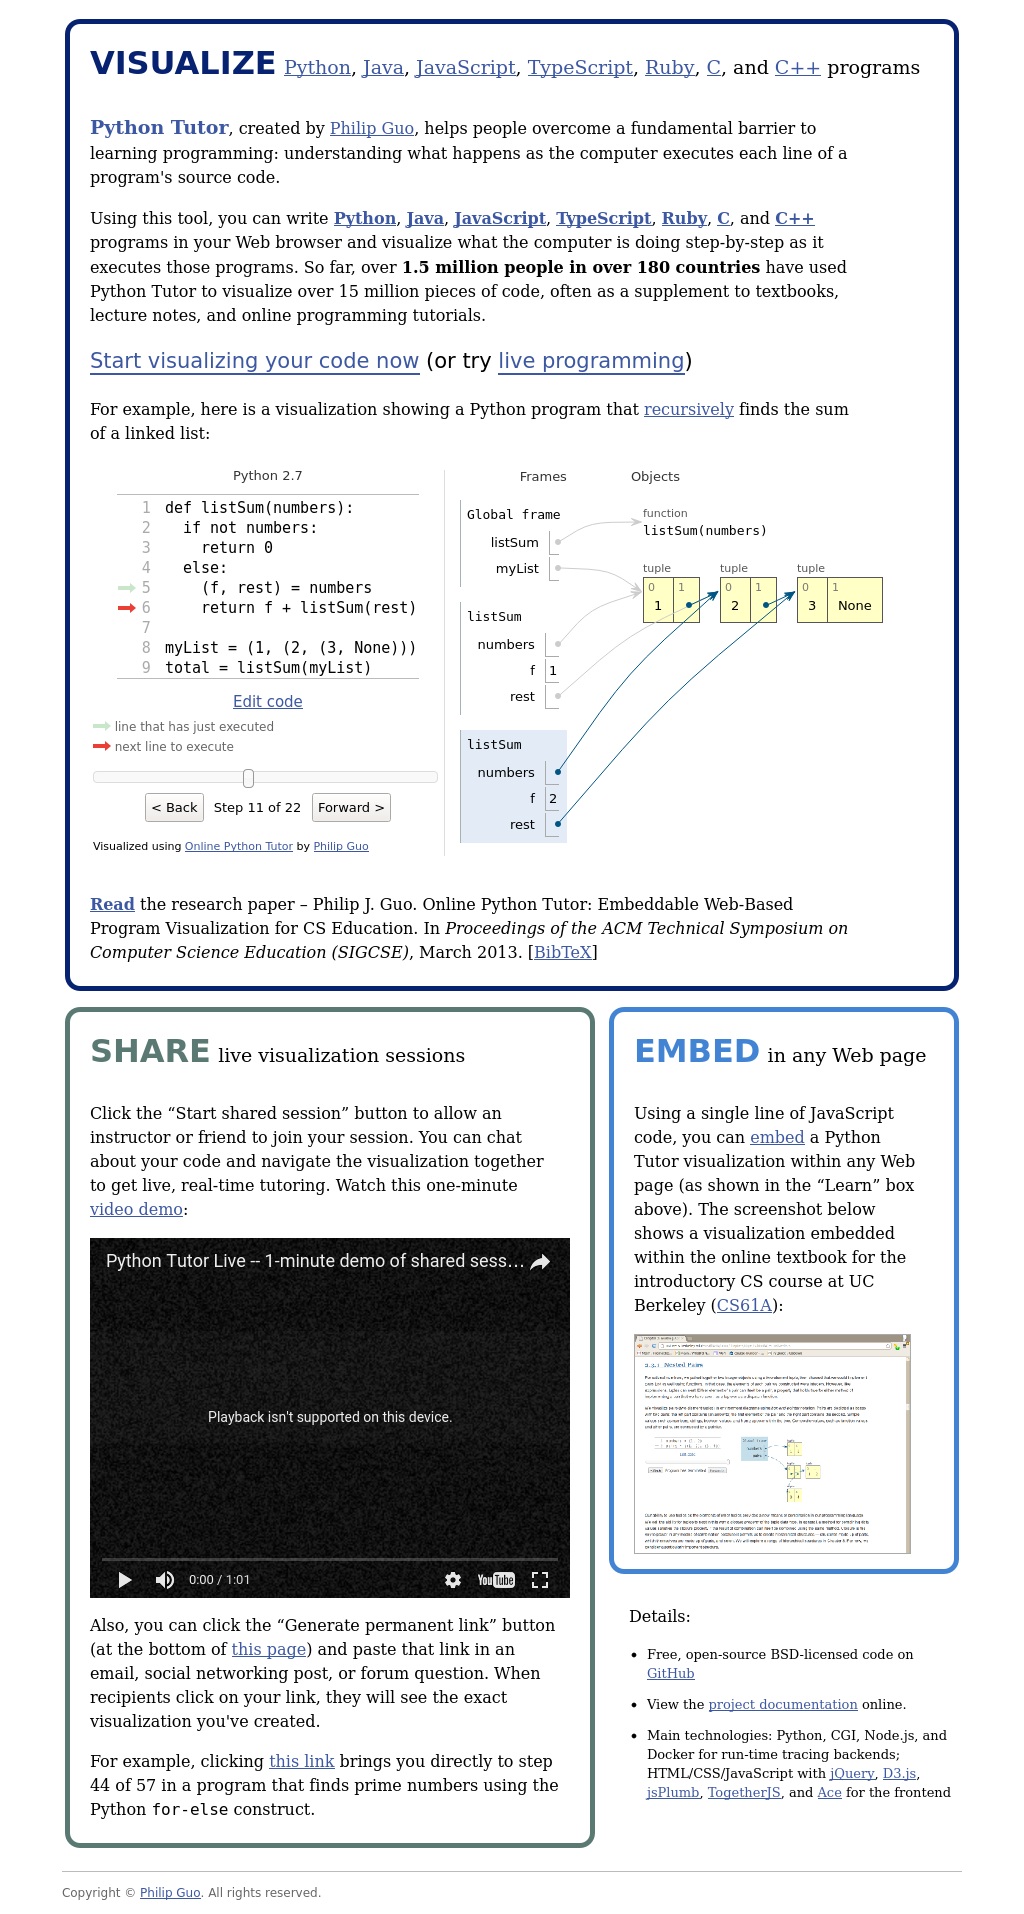 VISUALIZE Python, Java, JavaScript, TypeScript, Ruby, C, and C++ programs
Python Tutor, created by Philip Guo, helps people overcome a fundamental barrier to
learning programming: understanding what happens as the computer executes each line of a
program's source code.
Using this tool, you can write Python, Java, JavaScript, TypeScript, Ruby, C, and C++
programs in your Web browser and visualize what the computer is doing step-by-step as it
executes those programs. So far, over 1.5 million people in over 180 countries have used
Python Tutor to visualize over 15 million pieces of code, often as a supplement to textbooks,
lecture notes, and online programming tutorials.
Start visualizing your code now (or try live programming)
For example, here is a visualization showing a Python program that recursively finds the sum
of a linked list:
Python 2.7
1 def listSum(numbers):
2 if not numbers:
3 return 0
4 else:
5 (f, rest) = numbers
6 return f + listSum(rest)
7
8 myList = (1, (2, (3, None)))
9 total = listSum(myList)
Edit code
line that has just executed
next line to execute
< Back Step 11 of 22 Forward >
Visualized using Online Python Tutor by Philip Guo
Frames Objects
Global frame
listSum
myList
function
listSum(numbers)
tuple tuple tuple
0 1 0 1 0 1
1 2 3 None
listSum
numbers
f 1
rest
listSum
numbers
f 2
rest
Read the research paper – Philip J. Guo. Online Python Tutor: Embeddable Web-Based
Program Visualization for CS Education. In Proceedings of the ACM Technical Symposium on
Computer Science Education (SIGCSE), March 2013. [BibTeX]
SHARE live visualization sessions
Click the “Start shared session” button to allow an
instructor or friend to join your session. You can chat
about your code and navigate the visualization together
to get live, real-time tutoring. Watch this one-minute
video demo:
Python Tutor Live -- 1-minute demo of shared sess...
Playback isn't supported on this device.
0:00 / 1:01
YouTube
Also, you can click the “Generate permanent link” button
(at the bottom of this page) and paste that link in an
email, social networking post, or forum question. When
recipients click on your link, they will see the exact
visualization you've created.
For example, clicking this link brings you directly to step
44 of 57 in a program that finds prime numbers using the
Python for-else construct.
EMBED in any Web page
Using a single line of JavaScript
code, you can embed a Python
Tutor visualization within any Web
page (as shown in the “Learn” box
above). The screenshot below
shows a visualization embedded
within the online textbook for the
introductory CS course at UC
Berkeley (CS61A):
Nested Pairs
Details:
• Free, open-source BSD-licensed code on
GitHub
• View the project documentation online.
• Main technologies: Python, CGI, Node.js, and
Docker for run-time tracing backends;
HTML/CSS/JavaScript with jQuery, D3.js,
jsPlumb, TogetherJS, and Ace for the frontend
Copyright © Philip Guo. All rights reserved.